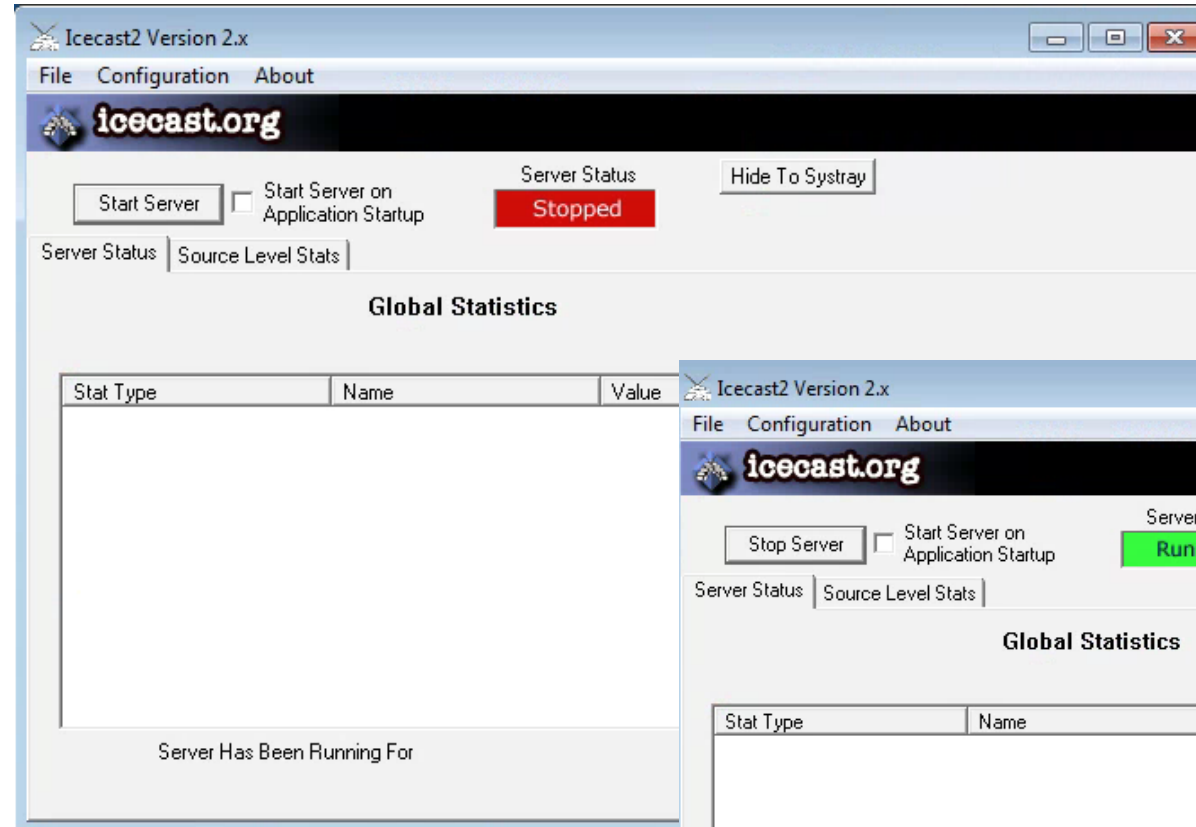 Icecast2 Version 2.x
File Configuration About
icecast.org
Start Server
Start Server on
Application Startup
Server Status
Stopped
Hide To Systray
Server Status
Source Level Stats
Global Statistics
Stat Type Name Value
Server Has Been Running For
Icecast2 Version 2.x
File Configuration About
icecast.org
Stop Server
Start Server on
Application Startup
Server
Run
Server Status
Source Level Stats
Global Statistics
Stat Type Name